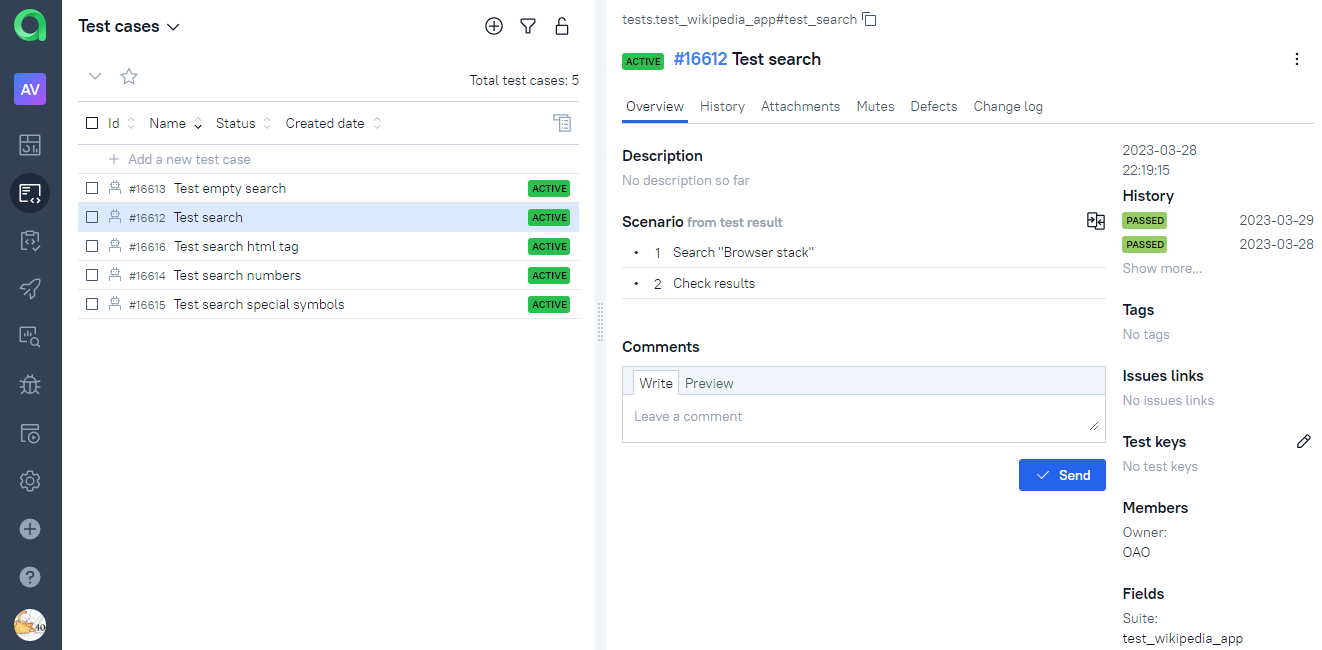 AV
40
Test cases
Total test cases: 5
Id Name Status Created date
Add a new test case
#16613 Test empty search ACTIVE
#16612 Test search ACTIVE
#16616 Test search html tag ACTIVE
#16614 Test search numbers ACTIVE
#16615 Test search special symbols ACTIVE
tests.test_wikipedia_app#test_search
ACTIVE #16612 Test search
Overview History Attachments Mutes Defects Change log
Description
No description so far
Scenario from test result
• 1 Search "Browser stack"
• 2 Check results
Comments
Write Preview
Leave a comment
Send
2023-03-28
22:19:15
History
PASSED 2023-03-29
PASSED 2023-03-28
Show more...
Tags
No tags
Issues links
No issues links
Test keys
No test keys
Members
Owner:
OAO
Fields
Suite:
test_wikipedia_app